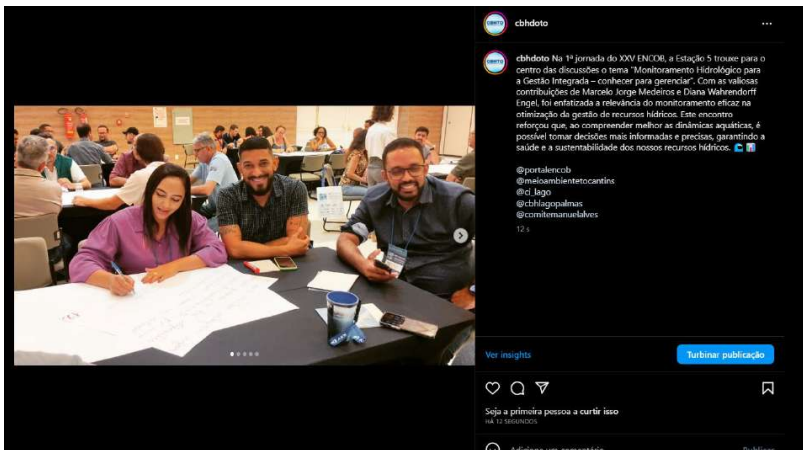 cbhdoto
cbhdoto Na 1ª jornada do XXV ENCOB, a Estação 5 trouxe para o
centro das discussões o tema "Monitoramento Hidrológico para
a Gestão Integrada – conhecer para gerenciar". Com as valiosas
contribuições de Marcelo Jorge Medeiros e Diana Wahrendorff
Engel, foi enfatizada a relevância do monitoramento eficaz na
otimização da gestão de recursos hídricos. Este encontro
reforçou que, ao compreender melhor as dinâmicas aquáticas, é
possível tomar decisões mais informadas e precisas, garantindo a
saúde e a sustentabilidade dos nossos recursos hídricos. 🌊 📊
@portalencob
@meioambientetocantins
@ci_lago
@cbhlagopalmas
@comitemanuelalves
12 s
Ver insights
Turbinar publicação
Seja a primeira pessoa a curtir isso
HÁ 12 SEGUNDOS
Adicione um comentário